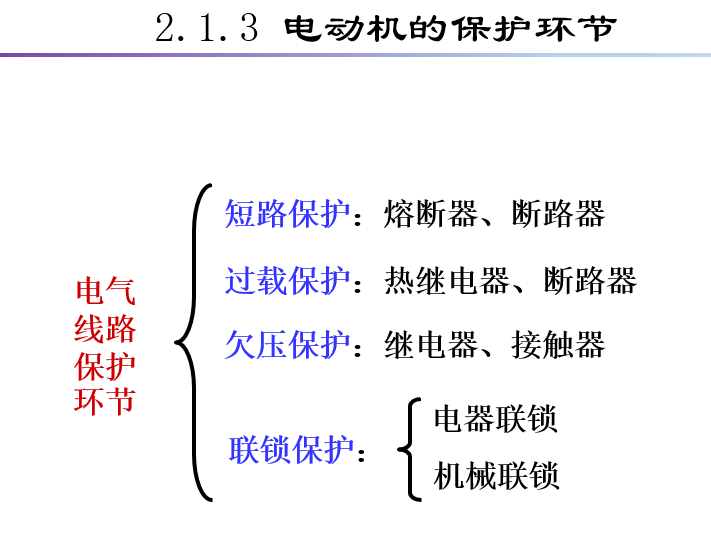 2.1.3 电动机的保护环节
短路保护：熔断器、断路器
过载保护：热继电器、断路器
电气
线路
保护
环节
欠压保护：继电器、接触器
联锁保护：
电器联锁
机械联锁